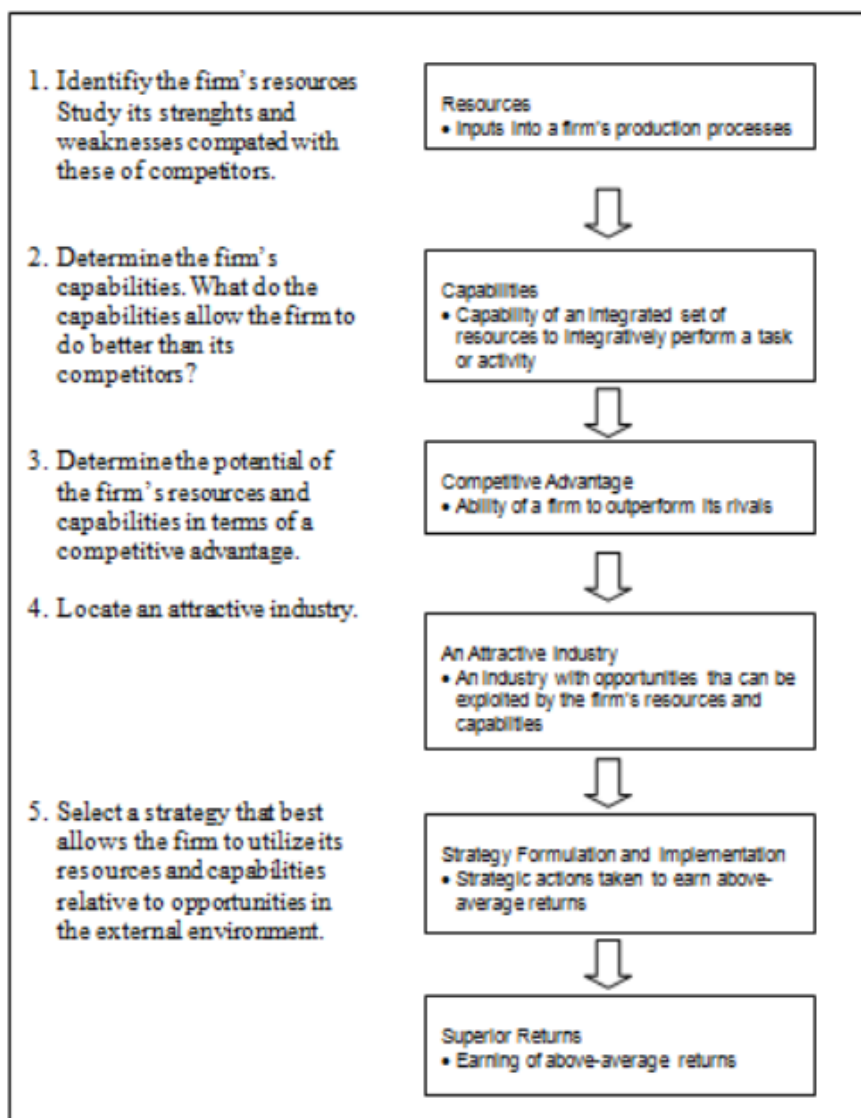 1. Identifiy the firm's resources
Study its strenghts and
weaknesses compated with
these of competitors.
Resources
• Inputs into a firm's production processes
2. Determine the firm's
capabilities. What do the
capabilities allow the firm to
do better than its
competitors?
Capabilities
• Capability of an integrated set of
resources to integratively perform a task
or activity
3. Determine the potential of
the firm's resources and
capabilities in terms of a
competitive advantage.
Competitive Advantage
• Ability of a firm to outperform its rivals
4. Locate an attractive industry.
An Attractive Industry
• An industry with opportunities tha can be
exploited by the firm's resources and
capabilities
5. Select a strategy that best
allows the firm to utilize its
resources and capabilities
relative to opportunities in
the external environment.
Strategy Formulation and Implementation
• Strategic actions taken to earn above-
average returns
Superior Returns
• Earning of above-average returns